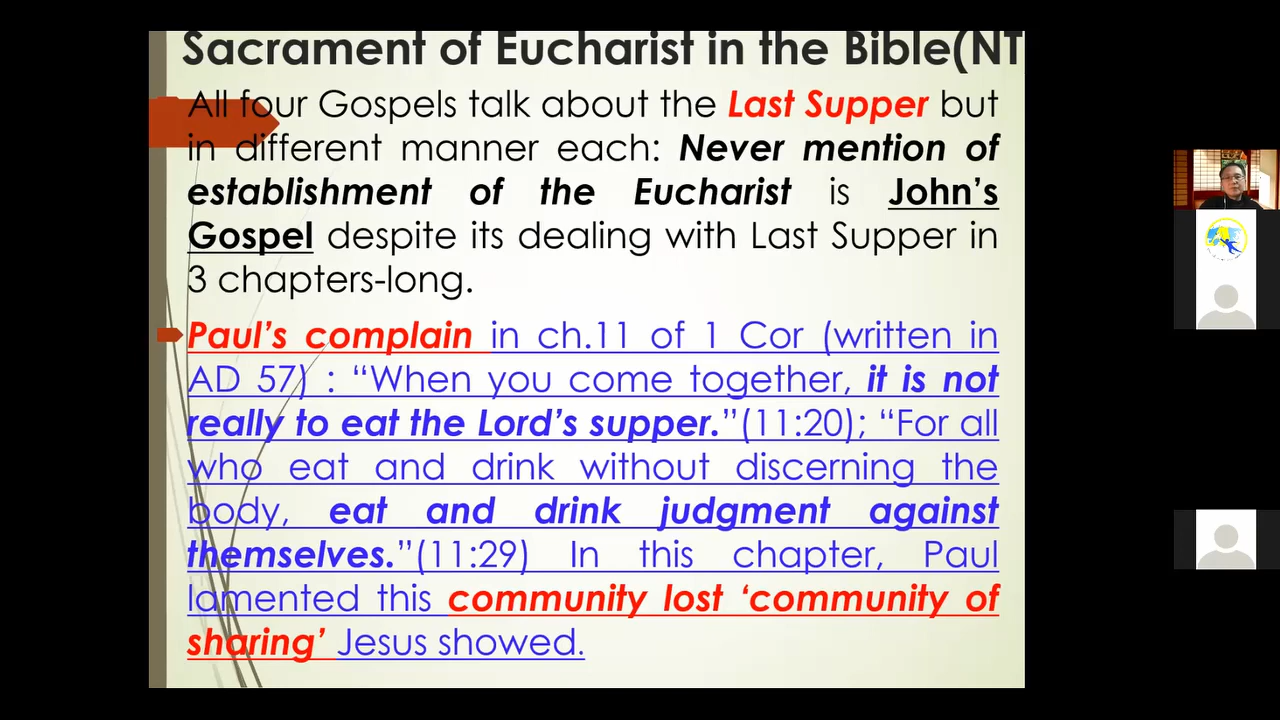 Sacrament of Eucharist in the Bible(NT
All four Gospels talk about the Last Supper but
in different manner each: Never mention of
establishment of the Eucharist is John’s
Gospel despite its dealing with Last Supper in
3 chapters-long.
Paul’s complain in ch.11 of 1 Cor (written in
AD 57) : “When you come together, it is not
really to eat the Lord’s supper.”(11:20); “For all
who eat and drink without discerning the
body, eat and drink judgment against
themselves.”(11:29) In this chapter, Paul
lamented this community lost ‘community of
sharing’ Jesus showed.